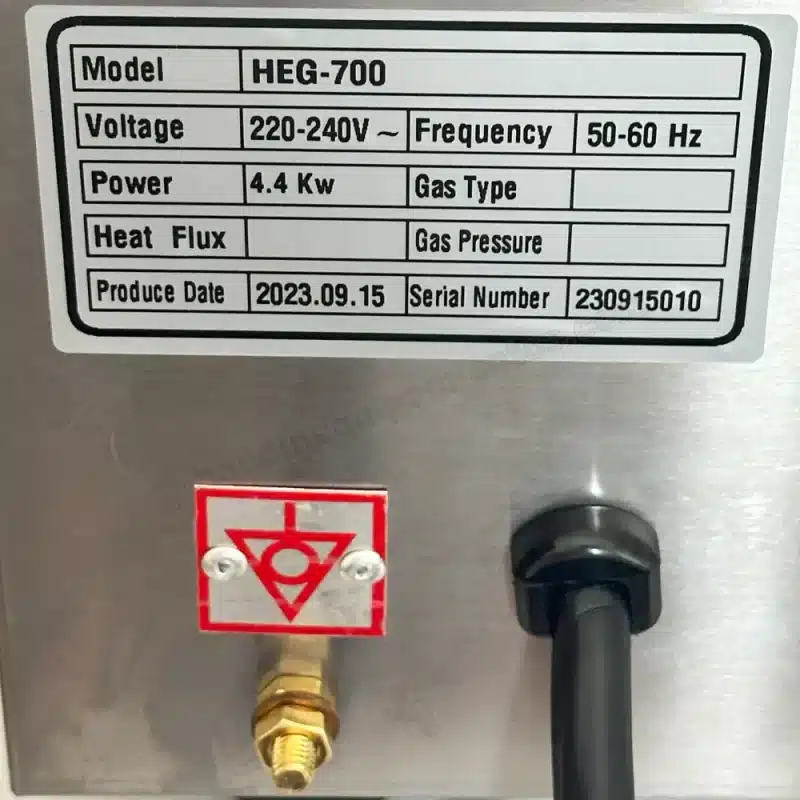 Model HEG-700
Voltage 220-240V ~ Frequency 50-60 Hz
Power 4.4 Kw Gas Type
Heat Flux Gas Pressure
Produce Date 2023.09.15 Serial Number 230915010